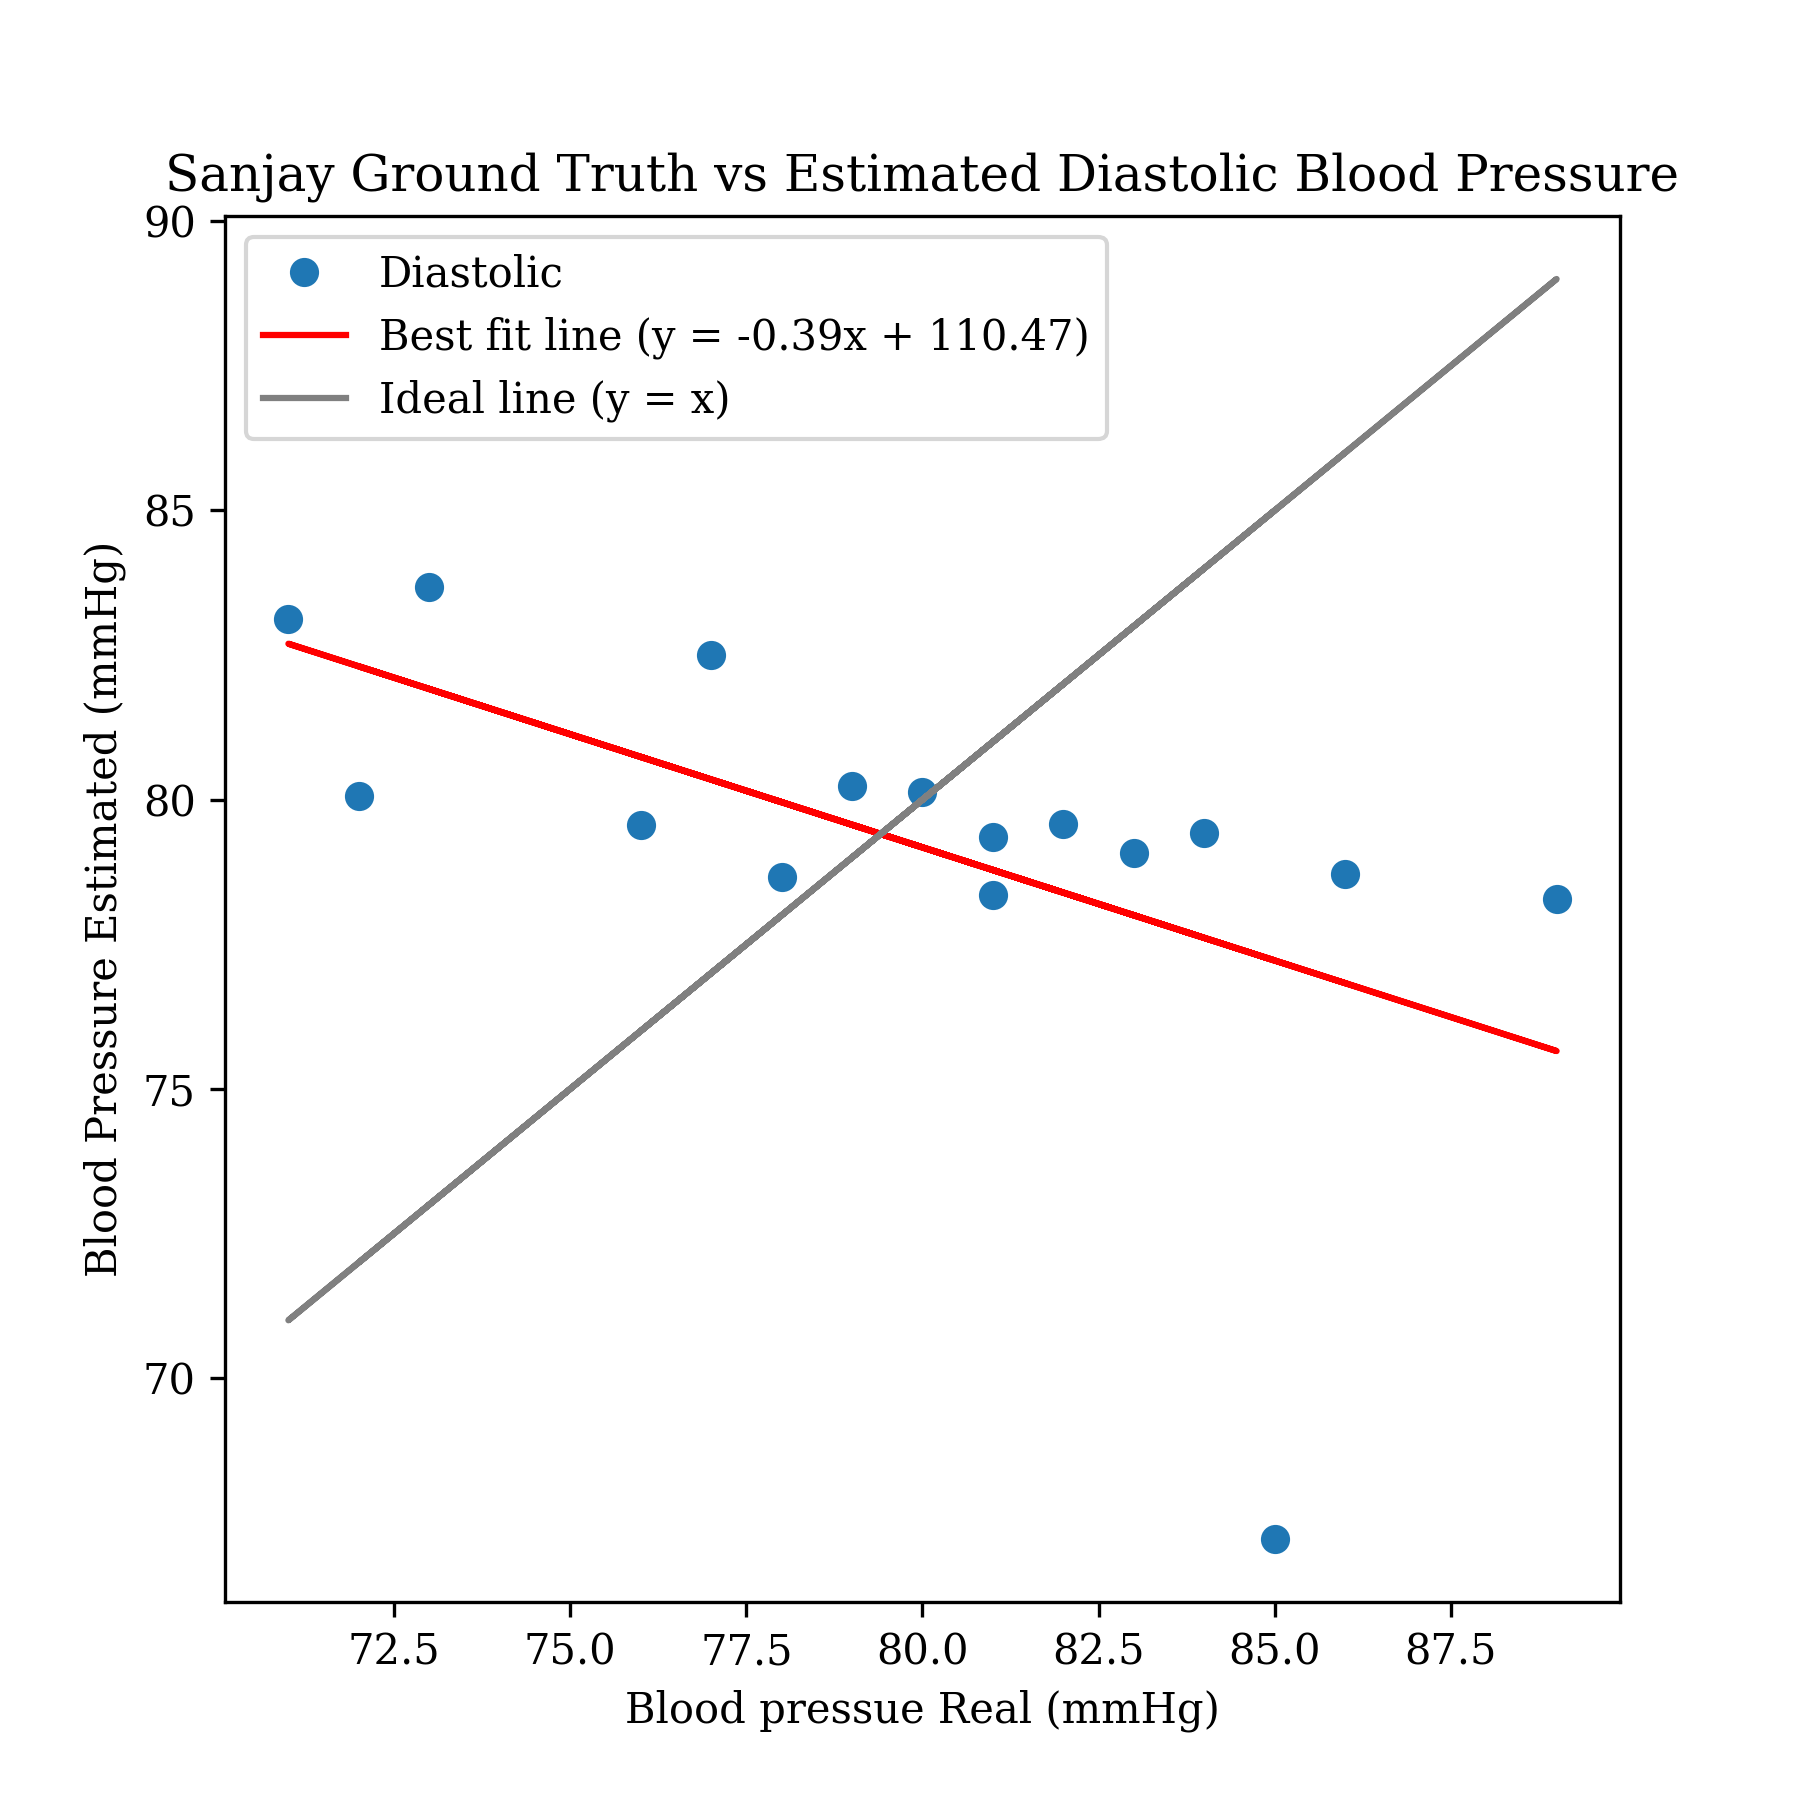 Sanjay Ground Truth vs Estimated Diastolic Blood Pressure
90
Diastolic
Best fit line (y = -0.39x + 110.47)
Ideal line (y = x)
85
80
75
70
Blood Pressure Estimated (mmHg)
72.5 75.0 77.5 80.0 82.5 85.0 87.5
Blood pressue Real (mmHg)